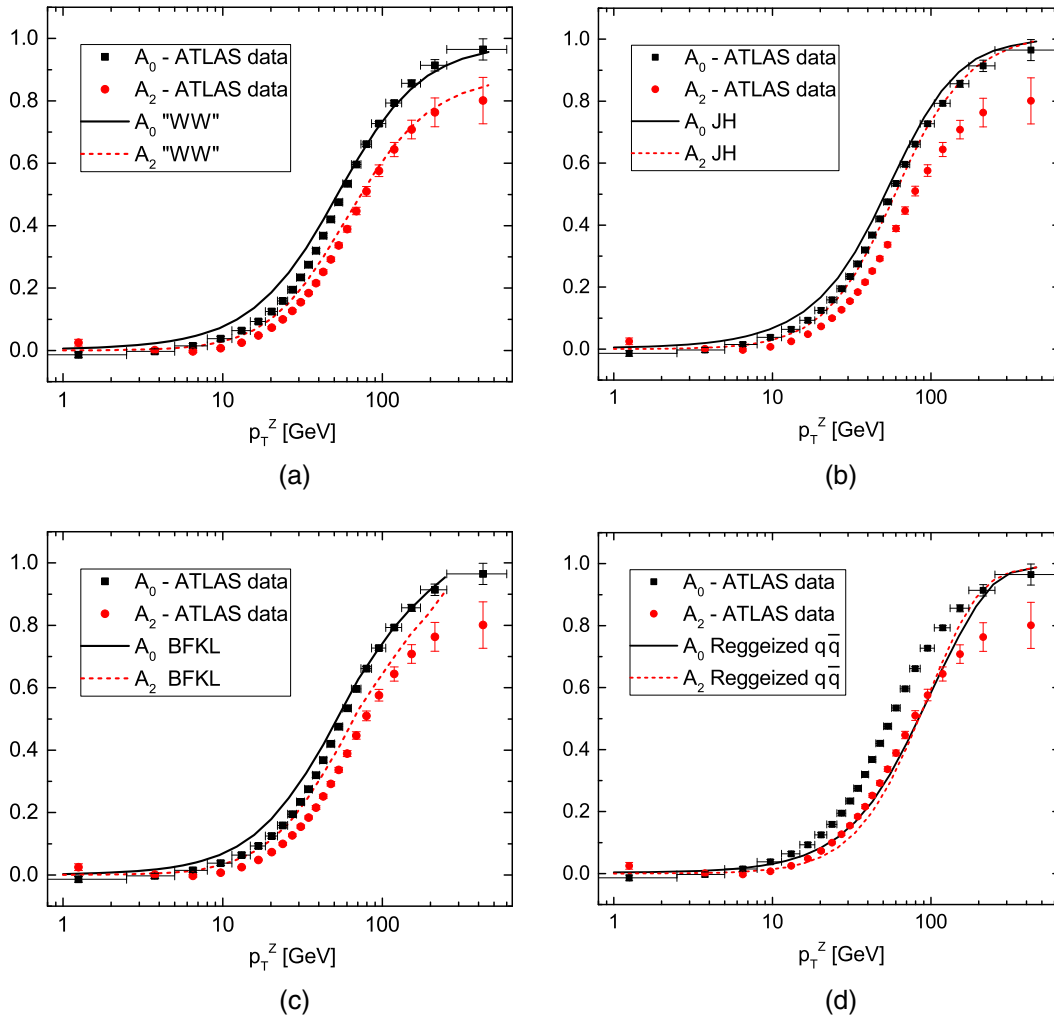 1.0
0.8
0.6
0.4
0.2
0.0
A0 - ATLAS data
A2 - ATLAS data
A0 "WW"
A2 "WW"
1 10 100
pT^Z [GeV]
(a)
1.0
0.8
0.6
0.4
0.2
0.0
A0 - ATLAS data
A2 - ATLAS data
A0 JH
A2 JH
1 10 100
pT^Z [GeV]
(b)
1.0
0.8
0.6
0.4
0.2
0.0
A0 - ATLAS data
A2 - ATLAS data
A0 BFKL
A2 BFKL
1 10 100
pT^Z [GeV]
(c)
1.0
0.8
0.6
0.4
0.2
0.0
A0 - ATLAS data
A2 - ATLAS data
A0 Reggeized qq̅
A2 Reggeized qq̅
1 10 100
pT^Z [GeV]
(d)